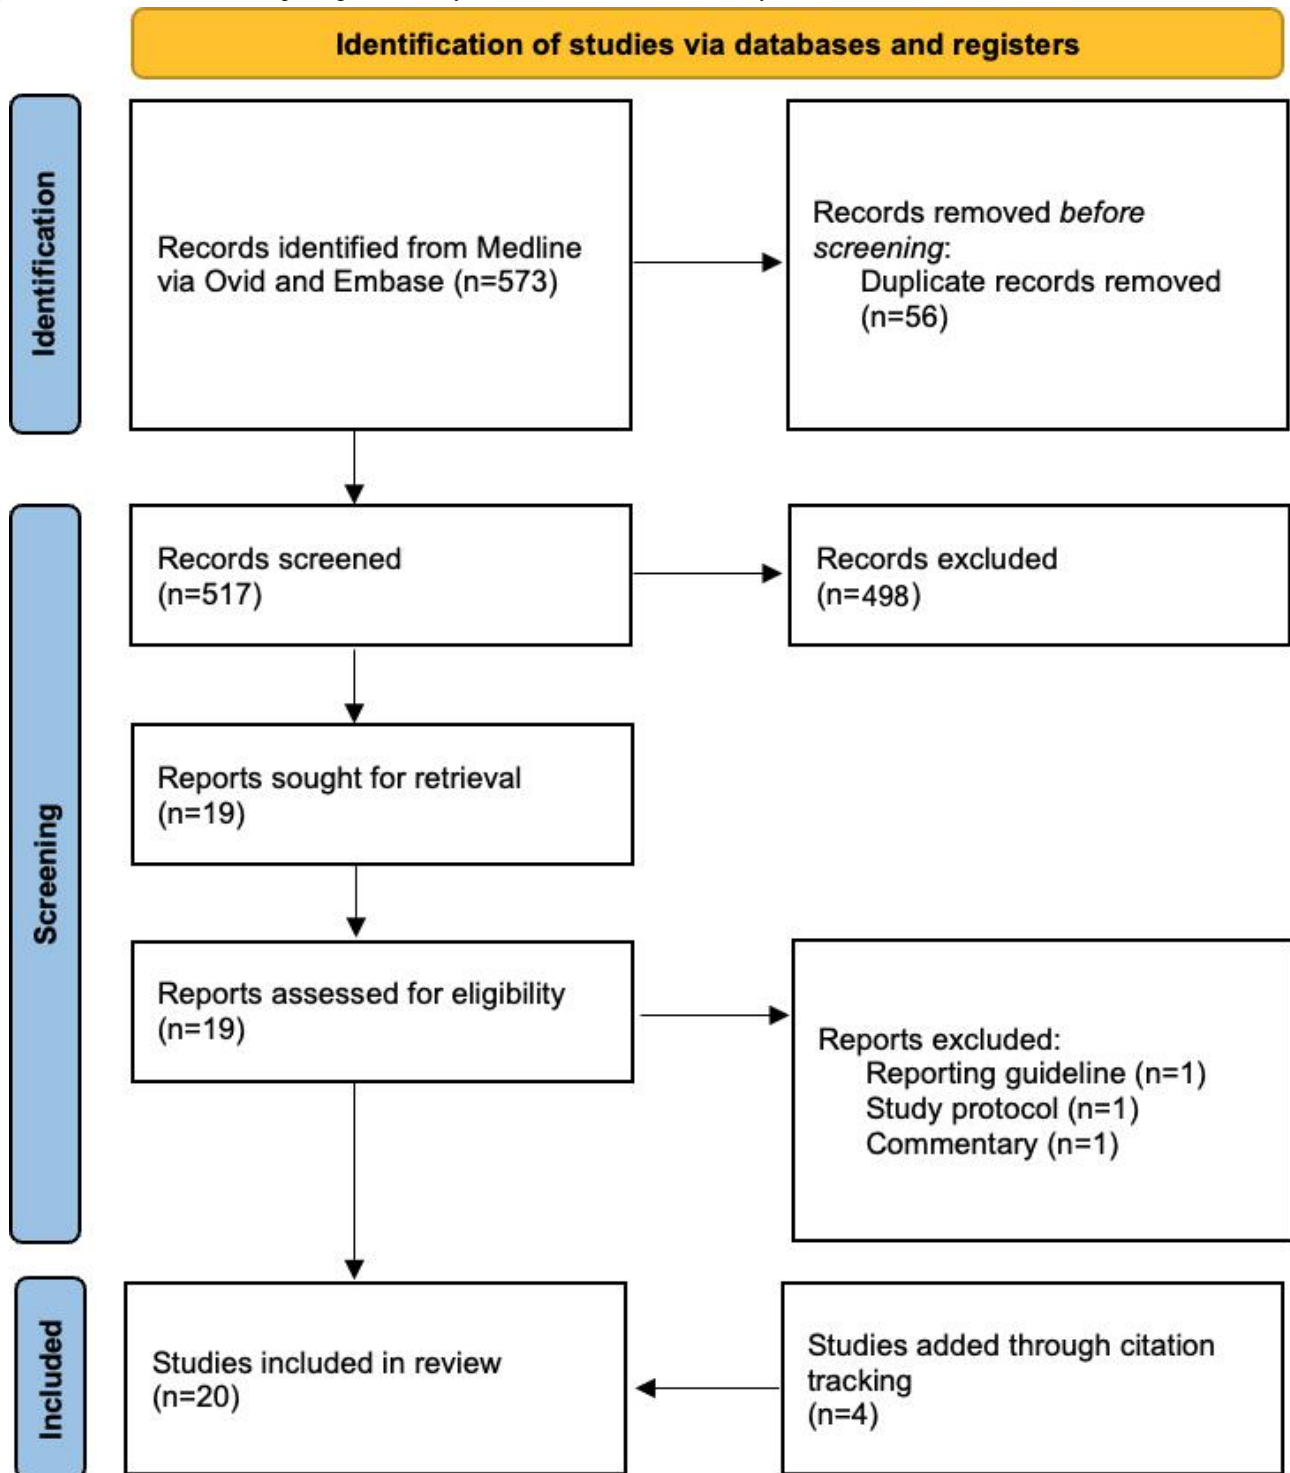 Identification of studies via databases and registers
Identification
Records identified from Medline
via Ovid and Embase (n=573)
Records removed before
screening:
Duplicate records removed
(n=56)
Screening
Records screened
(n=517)
Records excluded
(n=498)
Reports sought for retrieval
(n=19)
Reports assessed for eligibility
(n=19)
Reports excluded:
Reporting guideline (n=1)
Study protocol (n=1)
Commentary (n=1)
Included
Studies included in review
(n=20)
Studies added through citation
tracking
(n=4)